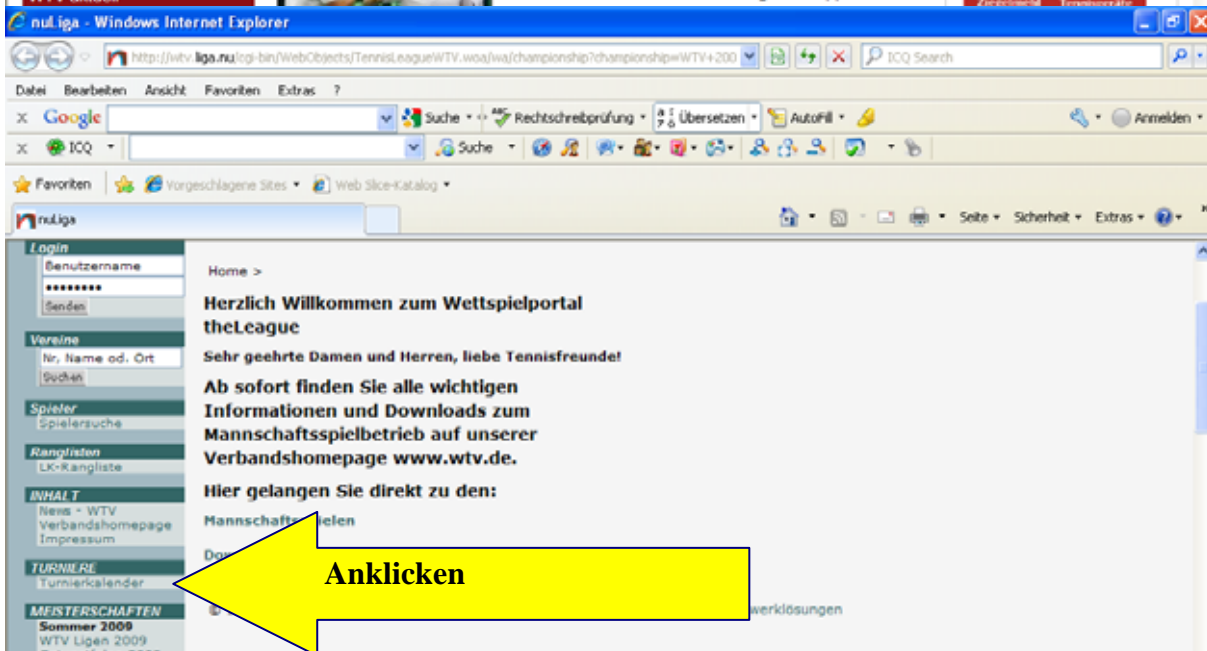 nuLiga - Windows Internet Explorer
http://wtv.liga.nu/cgi-bin/WebObjects/TennisLeagueWTV.woa/wa/championship?championship=WTV+200
ICQ Search
Datei Bearbeiten Ansicht Favoriten Extras ?
x Google Suche Rechtschreibprüfung Übersetzen AutoFill Anmelden
x ICQ Suche
Favoriten Vorgeschlagene Sites Web Slice-Katalog
nuLiga Seite Sicherheit Extras
Login
Benutzername
••••••••
Senden
Vereine
Nr, Name od. Ort
Suchen
Spieler
Spielersuche
Ranglisten
LK-Rangliste
INHALT
News - WTV
Verbandshomepage
Impressum
TURNIERE
Turnierkalender
MEISTERSCHAFTEN
Sommer 2009
WTV Ligen 2009
Home >
Herzlich Willkommen zum Wettspielportal
theLeague
Sehr geehrte Damen und Herren, liebe Tennisfreunde!
Ab sofort finden Sie alle wichtigen
Informationen und Downloads zum
Mannschaftsspielbetrieb auf unserer
Verbandshomepage www.wtv.de.
Hier gelangen Sie direkt zu den:
Anklicken